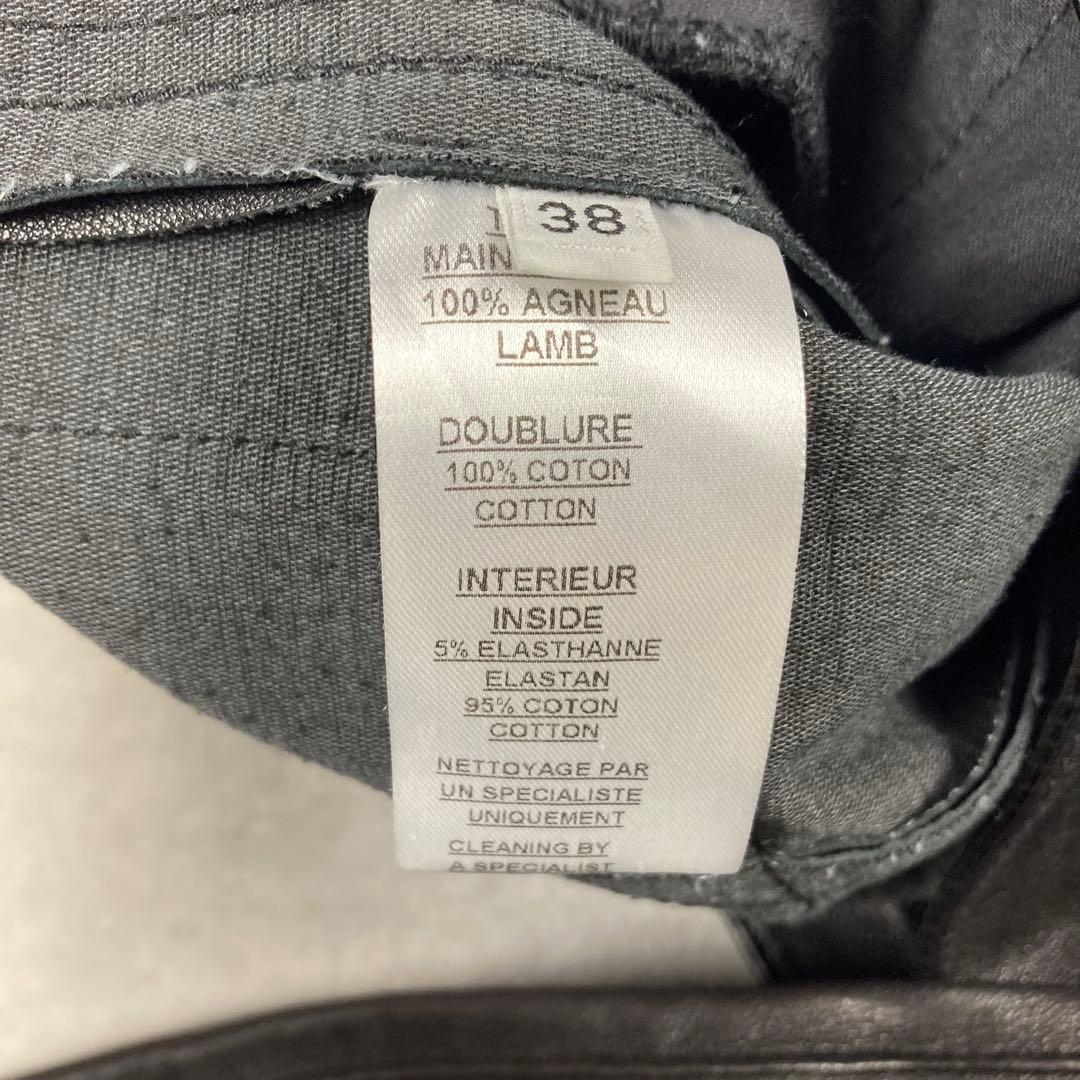 38
MAIN
100% AGNEAU
LAMB
DOUBLURE
100% COTON
COTTON
INTERIEUR
INSIDE
5% ELASTHANNE
ELASTAN
95% COTON
COTTON
NETTOYAGE PAR
UN SPECIALISTE
UNIQUEMENT
CLEANING BY
A SPECIALIST